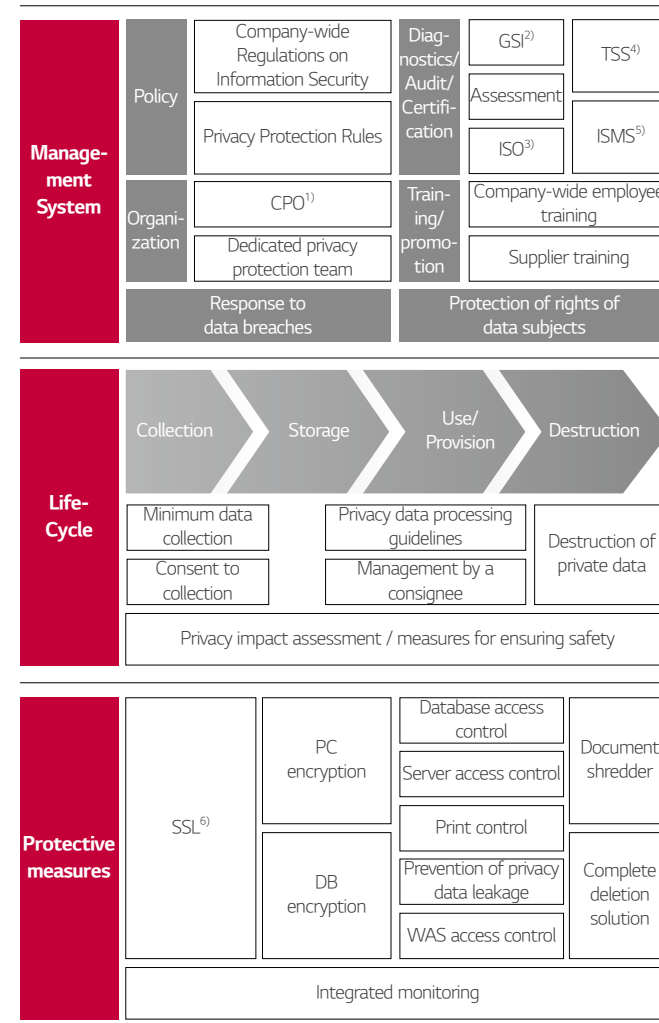 Manage-
ment
System
Policy
Company-wide
Regulations on
Information Security
Privacy Protection Rules
Organi-
zation
CPO1)
Dedicated privacy
protection team
Diag-
nostics/
Audit/
Certifi-
cation
GSI2)
Assessment
ISO3)
TSS4)
ISMS5)
Train-
ing/
promo-
tion
Company-wide employee
training
Supplier training
Response to
data breaches
Protection of rights of
data subjects
Life-
Cycle
Collection
Storage
Use/
Provision
Destruction
Minimum data
collection
Consent to
collection
Privacy data processing
guidelines
Management by a
consignee
Destruction of
private data
Privacy impact assessment / measures for ensuring safety
Protective
measures
SSL6)
PC
encryption
DB
encryption
Database access
control
Server access control
Print control
Prevention of privacy
data leakage
WAS access control
Document
shredder
Complete
deletion
solution
Integrated monitoring